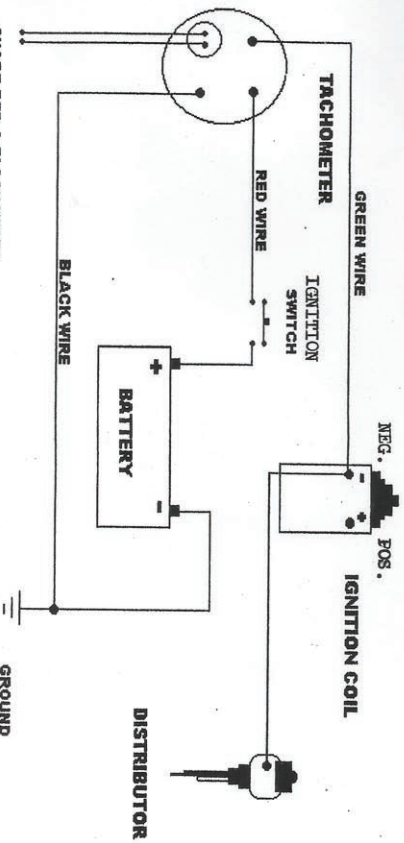 NEG. POS.
IGNITION COIL
GREEN WIRE
TACHOMETER
RED WIRE
IGNITION
SWITCH
BATTERY
+
-
- +
BLACK WIRE
GROUND
DISTRIBUTOR